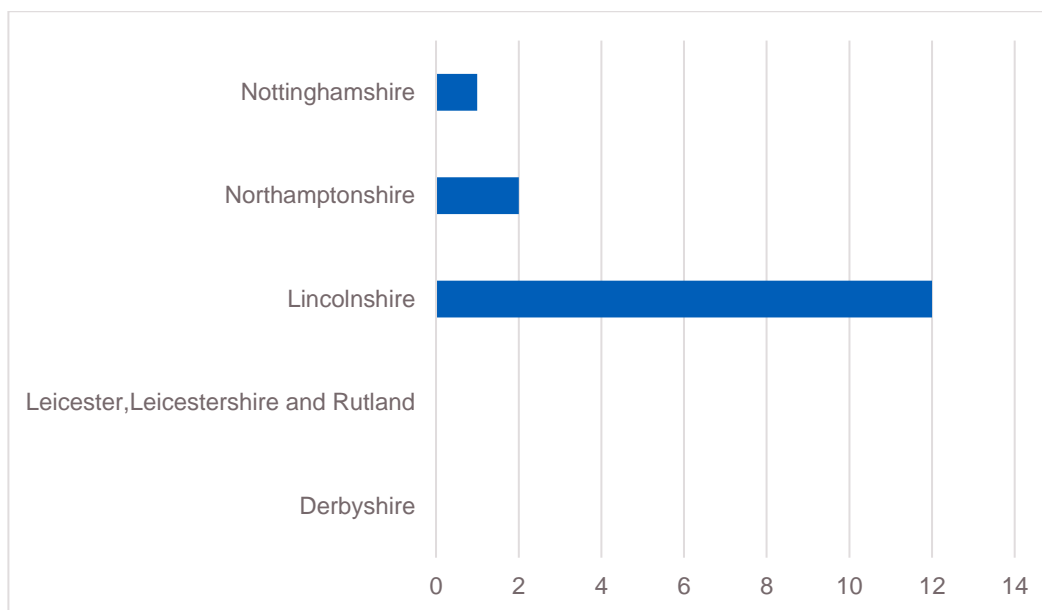 Nottinghamshire
Northamptonshire
Lincolnshire
Leicester,Leicestershire and Rutland
Derbyshire
0 2 4 6 8 10 12 14